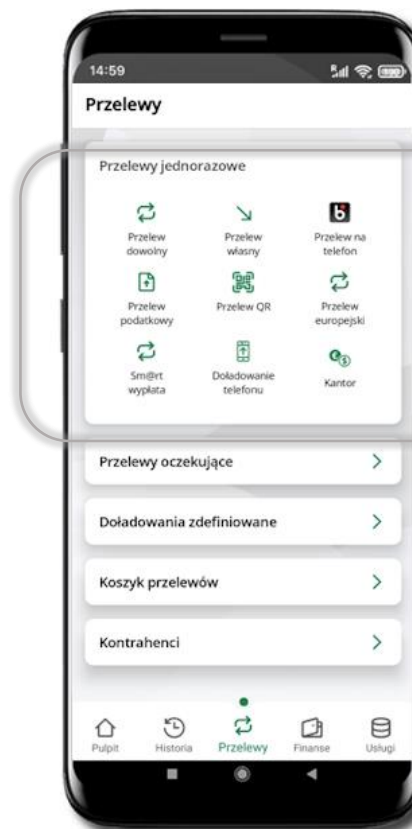 14:59
Przelewy
Przelewy jednorazowe
Przelew
dowolny
Przelew
własny
Przelew na
telefon
Przelew
podatkowy
Przelew QR
Przelew
europejski
Sm@rt
wypłata
Doładowanie
telefonu
Kantor
Przelewy oczekujące
Doładowania zdefiniowane
Koszyk przelewów
Kontrahenci
Pulpit
Historia
Przelewy
Finanse
Usługi